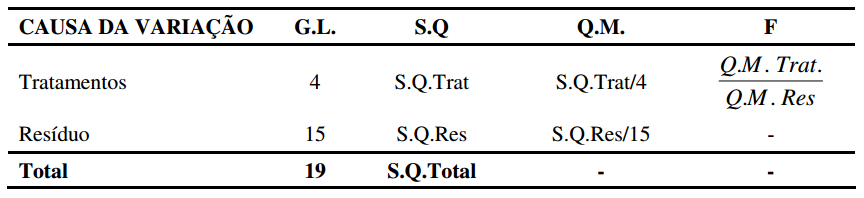 CAUSA DA VARIAÇÃO G.L. S.Q Q.M. F
Tratamentos 4 S.Q.Trat S.Q.Trat/4 Q.M. Trat. / Q.M. Res
Resíduo 15 S.Q.Res S.Q.Res/15 -
Total 19 S.Q.Total - -